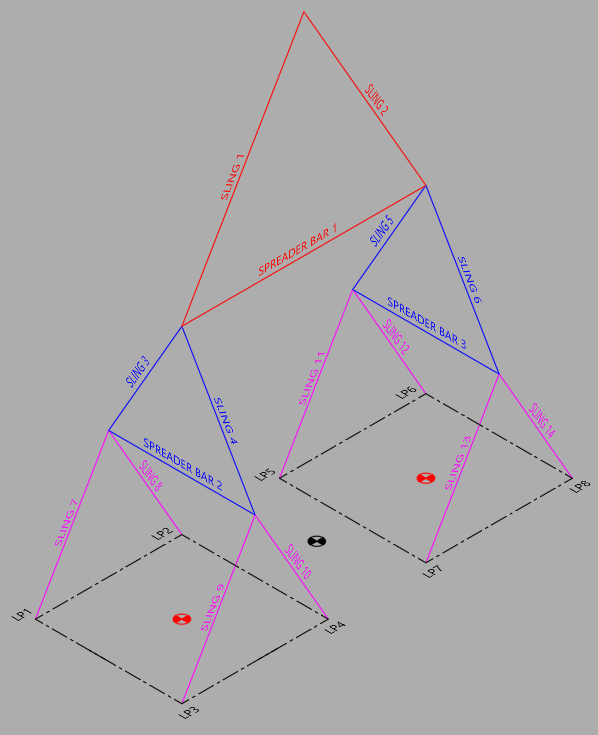 SLING 2
SLING 1
SPREADER BAR 1
SLING 5
SLING 6
SPREADER BAR 3
SLING 12
SLING 11
SLING 3
SLING 4
LP6
SLING 14
SLING 13
SPREADER BAR 2
SLING 8
LP5
LP8
SLING 7
LP2
SLING 10
LP7
SLING 9
LP1
LP4
LP3